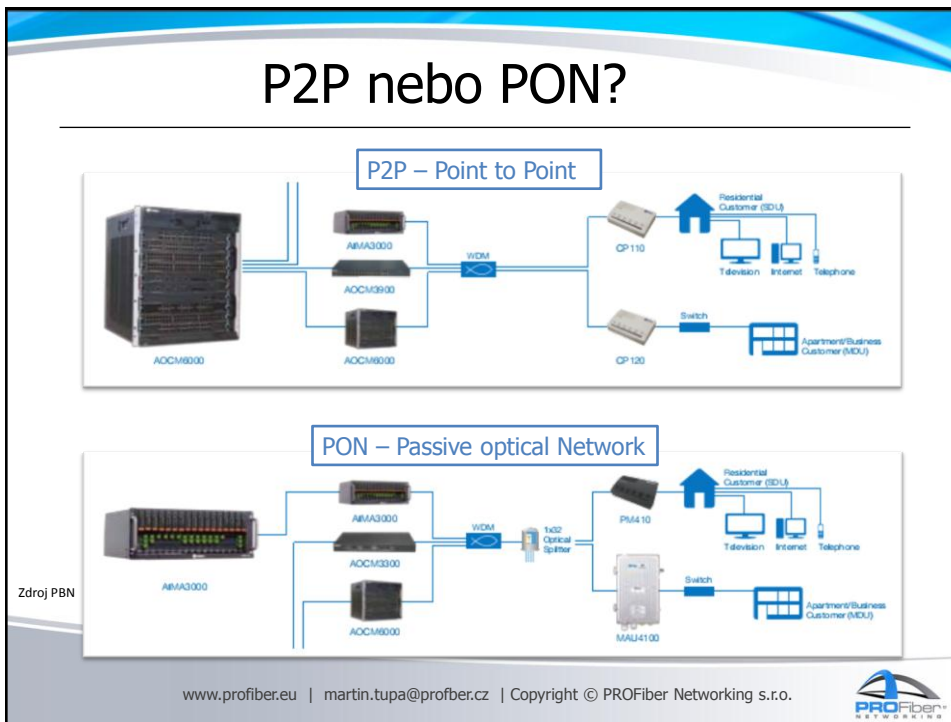 P2P nebo PON?
P2P – Point to Point
AIMA3000
WDM
AOCM3900
AOCM6000
AOCM6000
CP110
Residential
Customer (SDU)
Television Internet Telephone
CP120
Switch
Apartment/Business
Customer (MDU)
PON – Passive optical Network
AIMA3000
AIMA3000
WDM
AOCM3300
AOCM6000
1x32
Optical
Splitter
PM410
Residential
Customer (SDU)
Television Internet Telephone
MAU4100
Switch
Apartment/Business
Customer (MDU)
Zdroj PBN
www.profiber.eu | martin.tupa@profber.cz | Copyright © PROFiber Networking s.r.o.
PROFiber®
NETWORKING